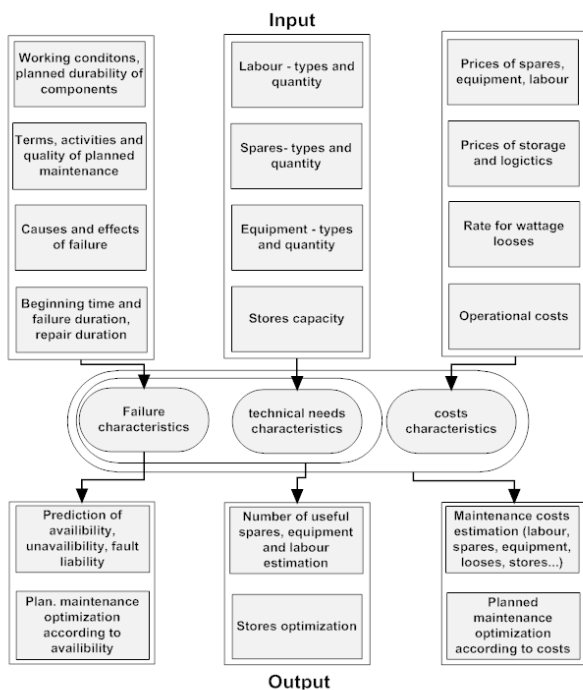 Input
Working conditons,
planned durability of
components
Terms, activities and
quality of planned
maintenance
Causes and effects
of failure
Beginning time and
failure duration,
repair duration
Labour - types and
quantity
Spares- types and
quantity
Equipment - types
and quantity
Stores capacity
Prices of spares,
equipment, labour
Prices of storage
and logictics
Rate for wattage
looses
Operational costs
Failure
characteristics
technical needs
characteristics
costs
characteristics
Prediction of
availibility,
unavailibility, fault
liability
Plan. maintenance
optimization
according to
availibility
Number of useful
spares, equipment
and labour
estimation
Stores optimization
Maintenance costs
estimation (labour,
spares, equipment,
looses, stores...)
Planned
maintenance
optimization
according to costs
Output